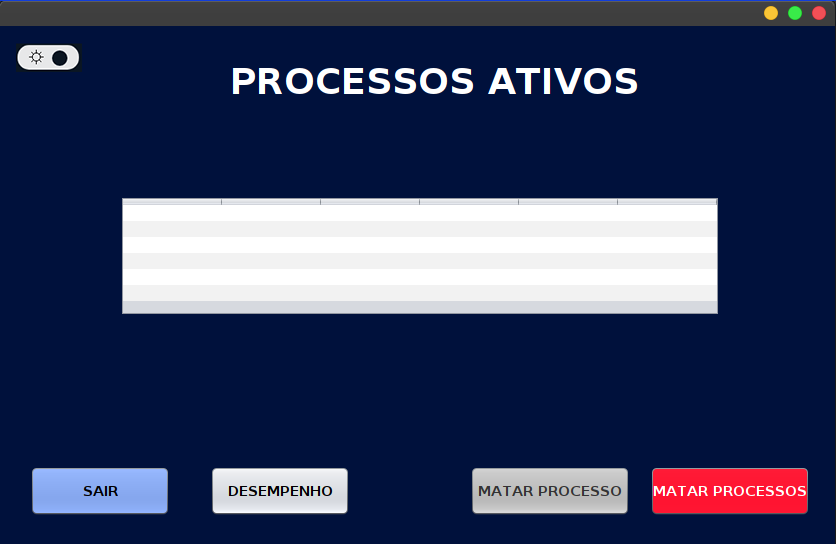 PROCESSOS ATIVOS
SAIR
DESEMPENHO
MATAR PROCESSO
MATAR PROCESSOS